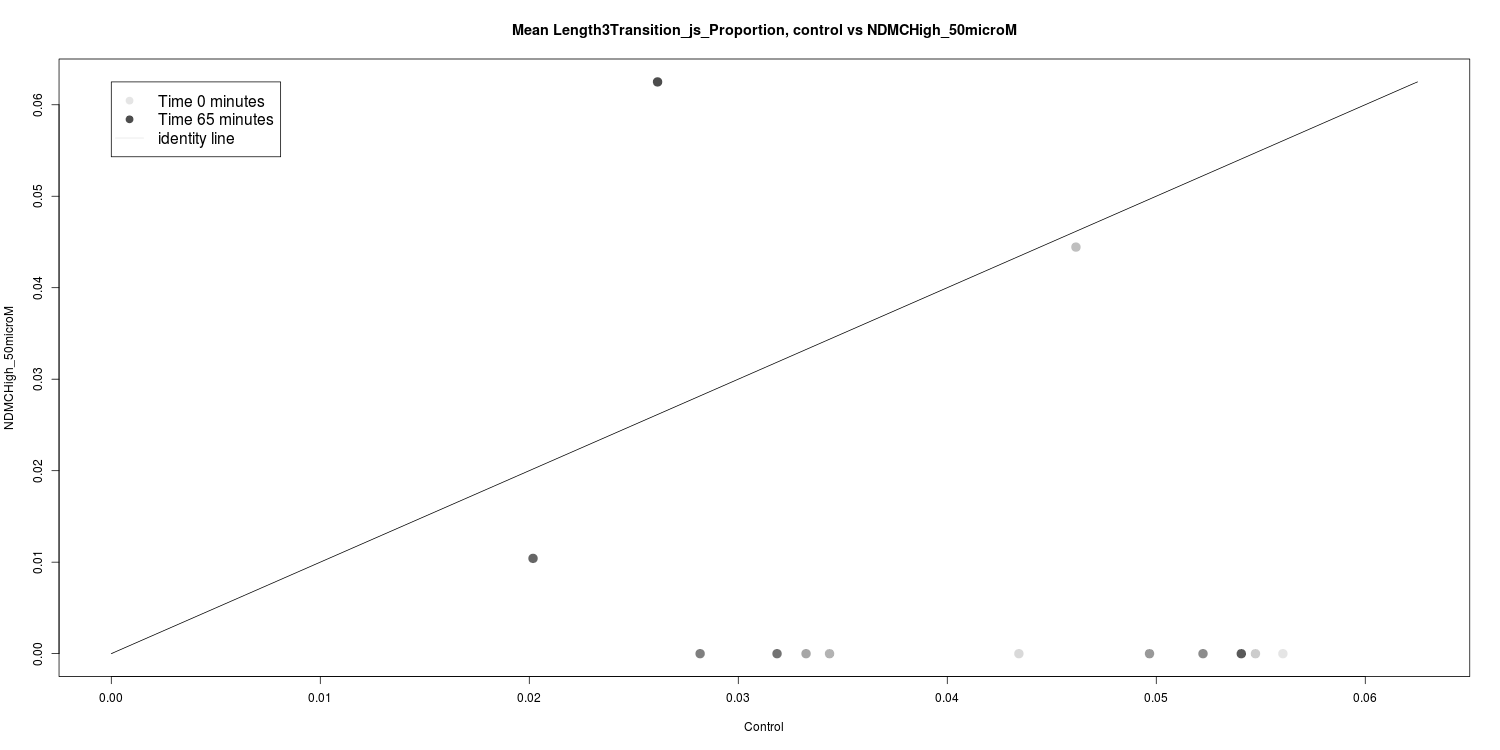 Mean Length3Transition_js_Proportion, control vs NDMCHigh_50microM
Time 0 minutes
Time 65 minutes
identity line
NDMCHigh_50microM
0.06
0.05
0.04
0.03
0.02
0.01
0.00
0.00 0.01 0.02 0.03 0.04 0.05 0.06
Control